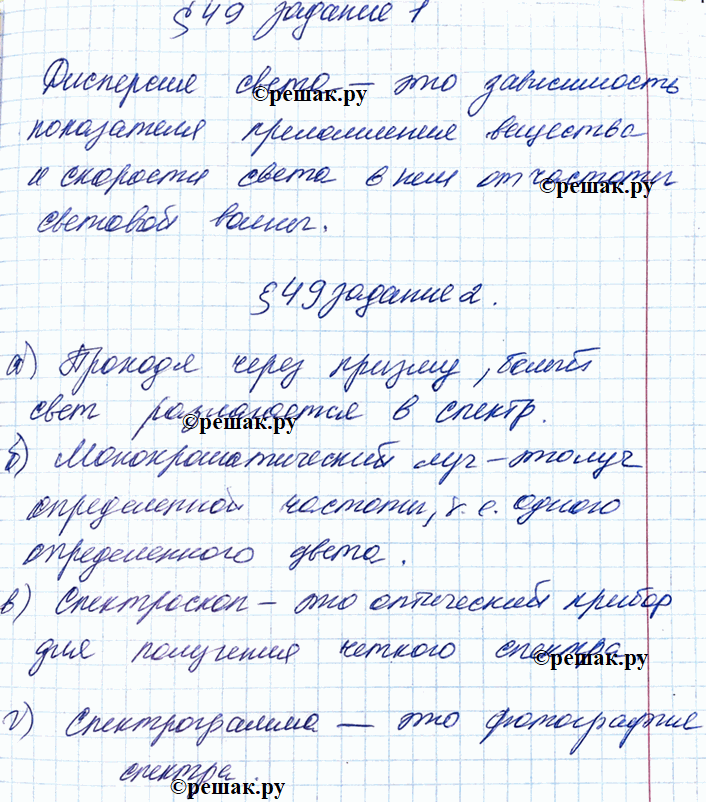 § 49 задание 1
Дисперсия света – это зависимость
©решак.ру
показателя преломления вещества
и скорости света в нем от частоты
©решак.ру
световой волны.
§ 49 задание 2.
а) Проходя через призму, белый
свет разлагается в спектр.
©решак.ру
б) Монохроматический луч – это луч
определенной частоты, т. е. одного
определенного цвета.
в) Спектроскоп – это оптический прибор
для получения четкого спектра
©решак.ру
г) Спектрограмма — это фотография
спектра.
©решак.ру